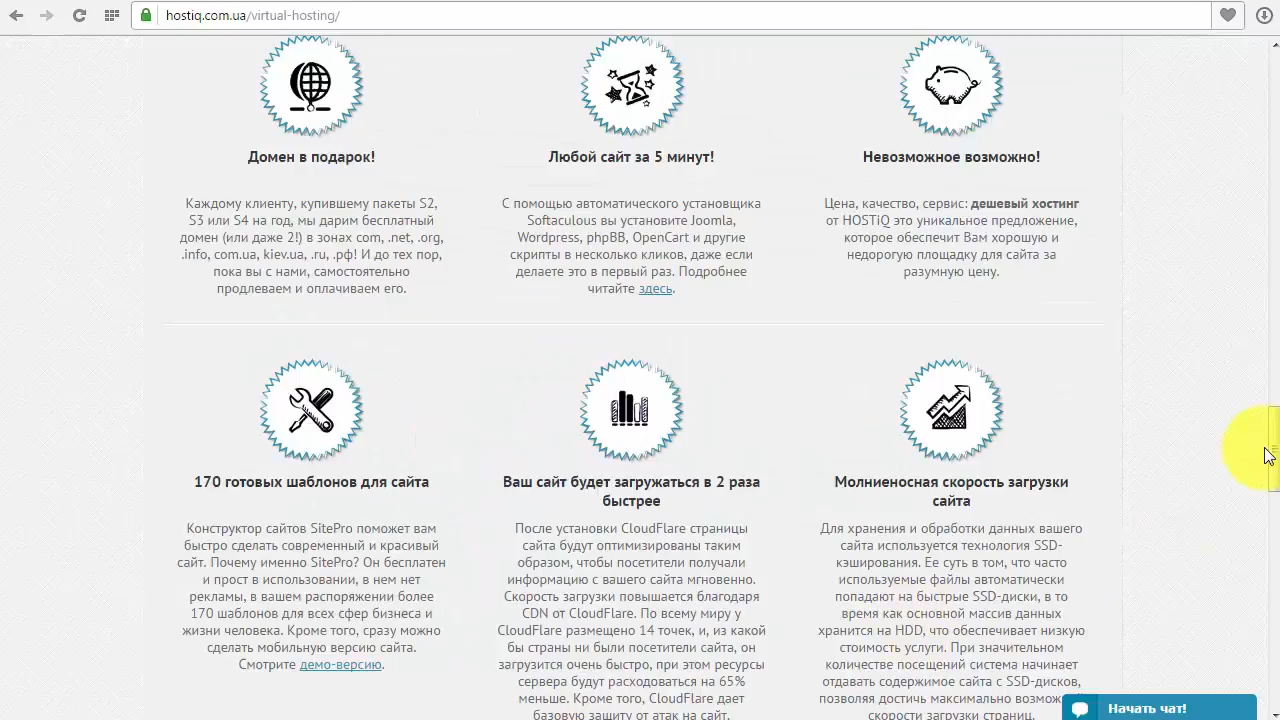 hostiq.com.ua/virtual-hosting/
Домен в подарок!
Каждому клиенту, купившему пакеты S2,
S3 или S4 на год, мы дарим бесплатный
домен (или даже 2!) в зонах com, .net, .org,
.info, com.ua, kiev.ua, .ru, .рф! И до тех пор,
пока вы с нами, самостоятельно
продлеваем и оплачиваем его.
Любой сайт за 5 минут!
С помощью автоматического установщика
Softaculous вы установите Joomla,
Wordpress, phpBB, OpenCart и другие
скрипты в несколько кликов, даже если
делаете это в первый раз. Подробнее
читайте здесь.
Невозможное возможно!
Цена, качество, сервис: дешевый хостинг
от HOSTiQ это уникальное предложение,
которое обеспечит Вам хорошую и
недорогую площадку для сайта за
разумную цену.
170 готовых шаблонов для сайта
Конструктор сайтов SitePro поможет вам
быстро сделать современный и красивый
сайт. Почему именно SitePro? Он бесплатен
и прост в использовании, в нем нет
рекламы, в вашем распоряжении более
170 шаблонов для всех сфер бизнеса и
жизни человека. Кроме того, сразу можно
сделать мобильную версию сайта.
Смотрите демо-версию.
Ваш сайт будет загружаться в 2 раза
быстрее
После установки CloudFlare страницы
сайта будут оптимизированы таким
образом, чтобы посетители получали
информацию с вашего сайта мгновенно.
Скорость загрузки повышается благодаря
CDN от CloudFlare. По всему миру у
CloudFlare размещено 14 точек, и, из какой
бы страны ни были посетители сайта, он
загрузится очень быстро, при этом ресурсы
сервера будут расходоваться на 65%
меньше. Кроме того, CloudFlare дает
базовую защиту от атак на сайт.
Молниеносная скорость загрузки
сайта
Для хранения и обработки данных вашего
сайта используется технология SSD-
кэширования. Ее суть в том, что часто
используемые файлы автоматически
попадают на быстрые SSD-диски, в то
время как основной массив данных
хранится на HDD, что обеспечивает низкую
стоимость услуги. При значительном
количестве посещений система начинает
отдавать содержимое сайта с SSD-дисков,
позволяя достичь максимально
скорости загрузки страниц.
Начать чат!